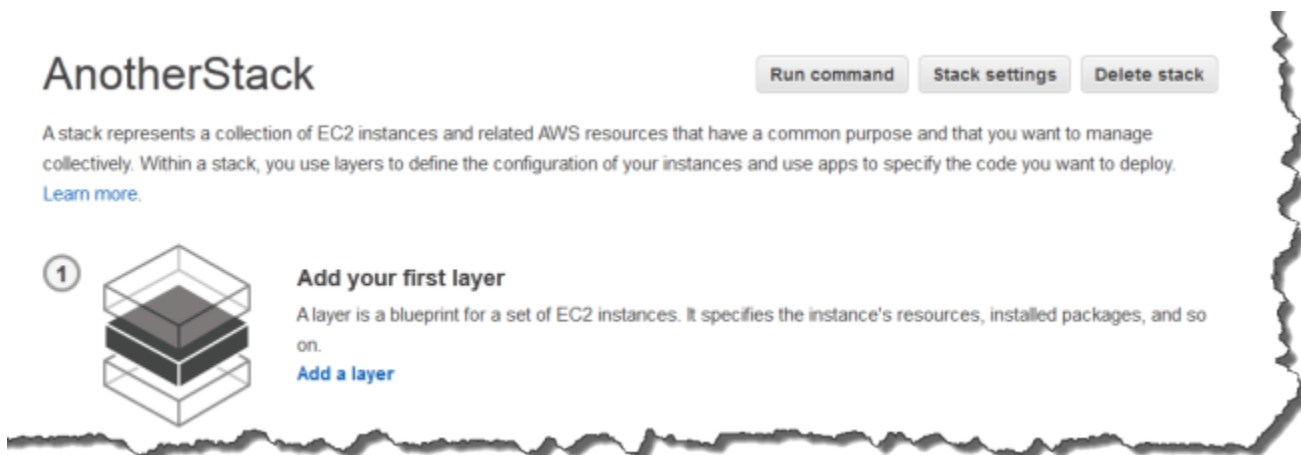 AnotherStack
Run command
Stack settings
Delete stack
A stack represents a collection of EC2 instances and related AWS resources that have a common purpose and that you want to manage
collectively. Within a stack, you use layers to define the configuration of your instances and use apps to specify the code you want to deploy.
Learn more.
1
Add your first layer
A layer is a blueprint for a set of EC2 instances. It specifies the instance's resources, installed packages, and so
on.
Add a layer